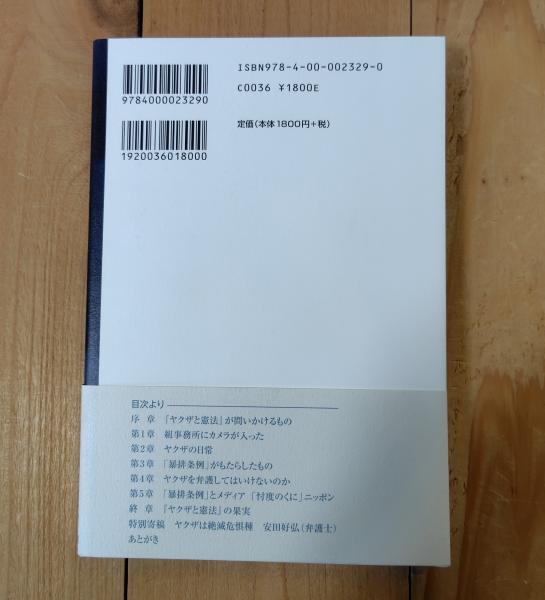 ISBN978-4-00-002329-0
9784000023290
C0036 ¥1800E
定価(本体1800円+税)
1920036018000
目次より
序 章 『ヤクザと憲法』が問いかけるもの
第1章 組事務所にカメラが入った
第2章 ヤクザの日常
第3章 「暴排条例」がもたらしたもの
第4章 ヤクザを弁護してはいけないのか
第5章 「暴排条例」とメディア 「忖度のくに」ニッポン
終 章 『ヤクザと憲法』の果実
特別寄稿 ヤクザは絶滅危惧種 安田好弘(弁護士)
あとがき